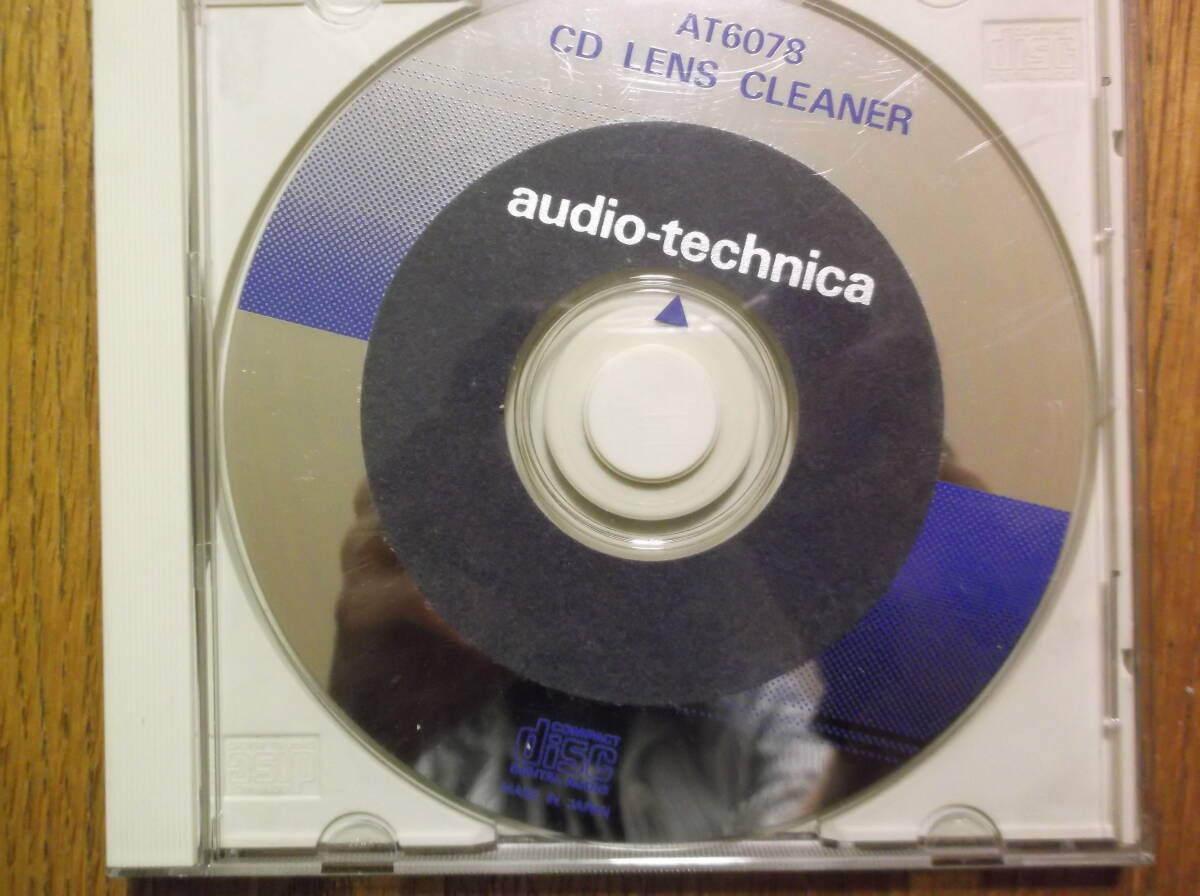 AT6078
CD LENS CLEANER
audio-technica
COMPACT
disc
DIGITAL AUDIO
MADE IN JAPAN